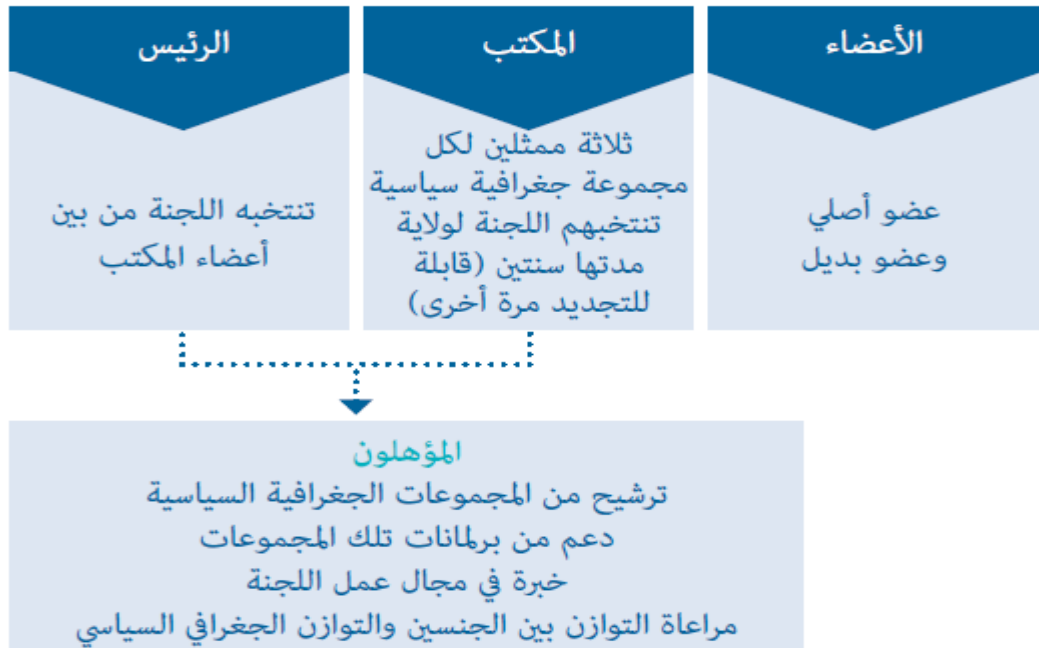 الأعضاء
عضو أصلي
وعضو بديل
المكتب
ثلاثة ممثلين لكل
مجموعة جغرافية سياسية
تنتخبهم اللجنة لولاية
مدتها سنتين (قابلة
للتجديد مرة أخرى)
الرئيس
تنتخبه اللجنة من بين
أعضاء المكتب
المؤهلون
ترشيح من المجموعات الجغرافية السياسية
دعم من برلمانات تلك المجموعات
خبرة في مجال عمل اللجنة
مراعاة التوازن بين الجنسين والتوازن الجغرافي السياسي